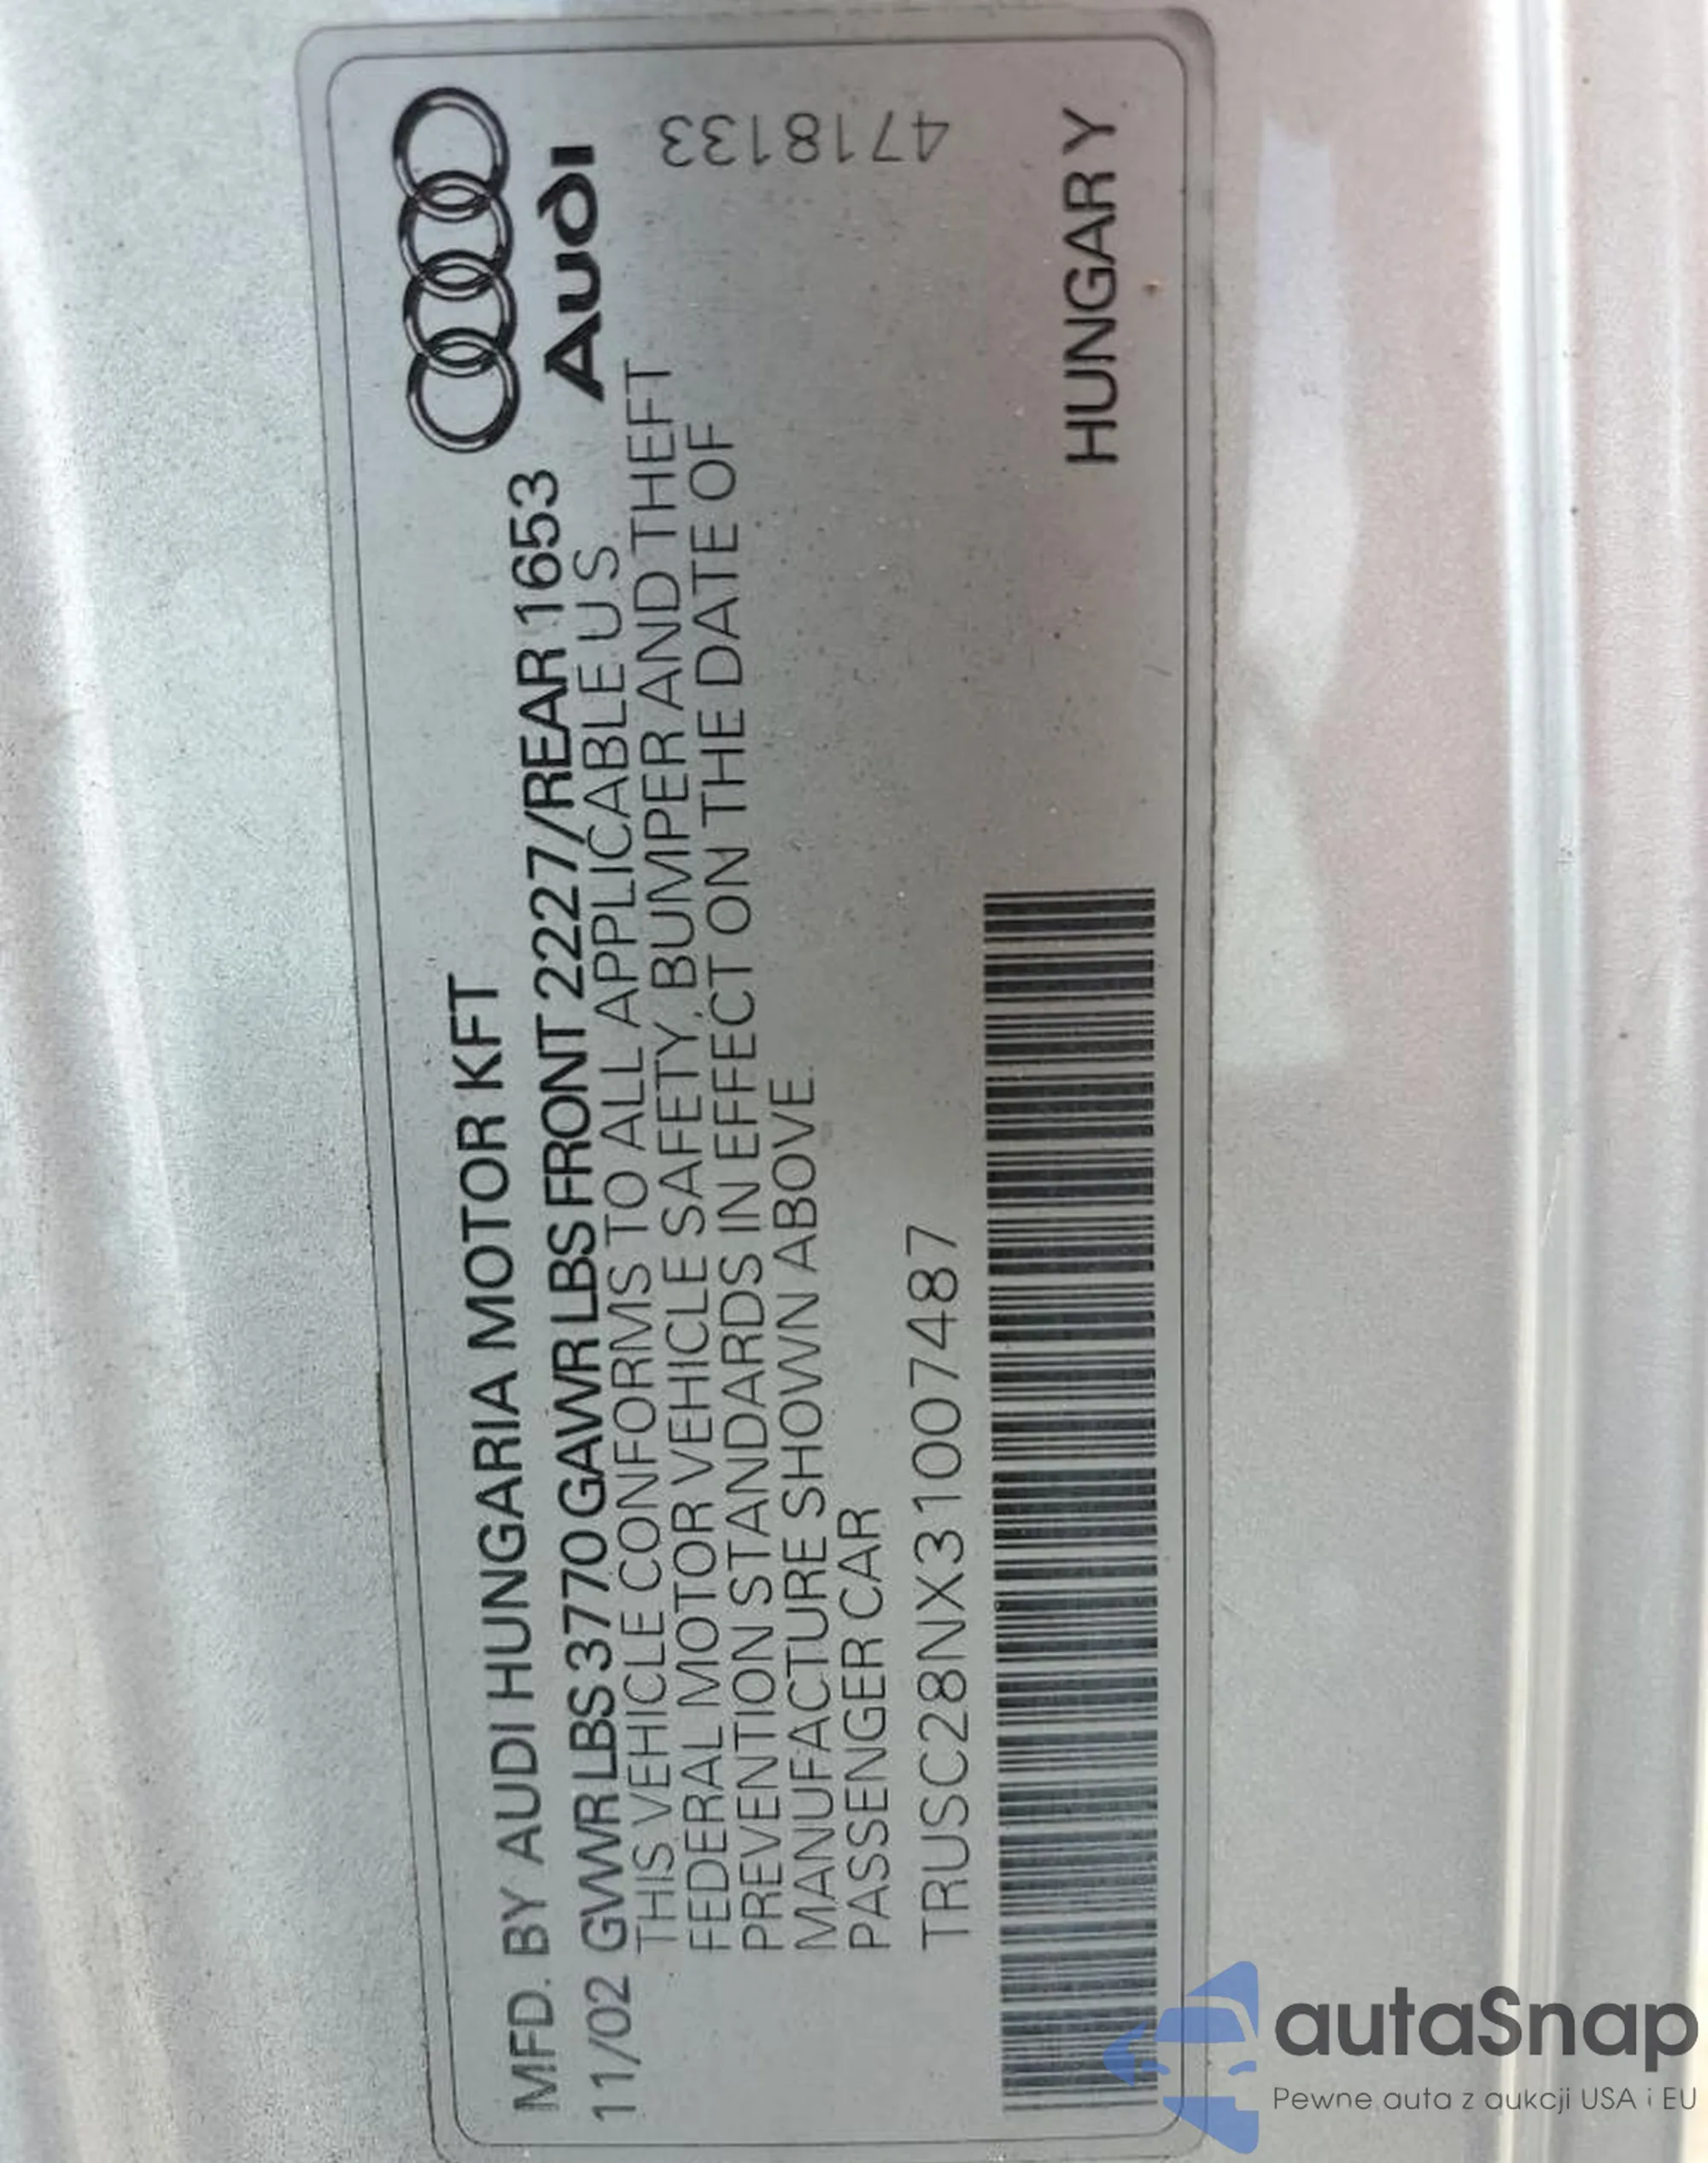 MFD. BY AUDI HUNGARIA MOTOR KFT
11/02 GVWR LBS 3770 GAWR LBS FRONT 2227/REAR 1653
AUDI
THIS VEHICLE CONFORMS TO ALL APPLICABLE U.S.
FEDERAL MOTOR VEHICLE SAFETY, BUMPER AND THEFT
PREVENTION STANDARDS IN EFFECT ON THE DATE OF
MANUFACTURE SHOWN ABOVE.
PASSENGER CAR
4718133
TRUSC28NX31007487
HUNGARY
autaSnap
Pewne auta z aukcji USA i EU